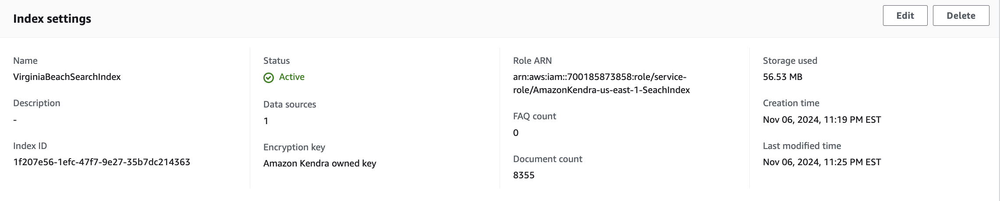 Index settings
Edit
Delete
Name
VirginiaBeachSearchIndex
Description
-
Index ID
1f207e56-1efc-47f7-9e27-35b7dc214363
Status
Active
Data sources
1
Encryption key
Amazon Kendra owned key
Role ARN
arn:aws:iam::700185873858:role/service-
role/AmazonKendra-us-east-1-SeachIndex
FAQ count
0
Document count
8355
Storage used
56.53 MB
Creation time
Nov 06, 2024, 11:19 PM EST
Last modified time
Nov 06, 2024, 11:25 PM EST